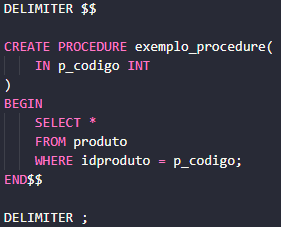 DELIMITER $$
CREATE PROCEDURE exemplo_procedure(
IN p_codigo INT
)
BEGIN
SELECT *
FROM produto
WHERE idproduto = p_codigo;
END$$
DELIMITER ;